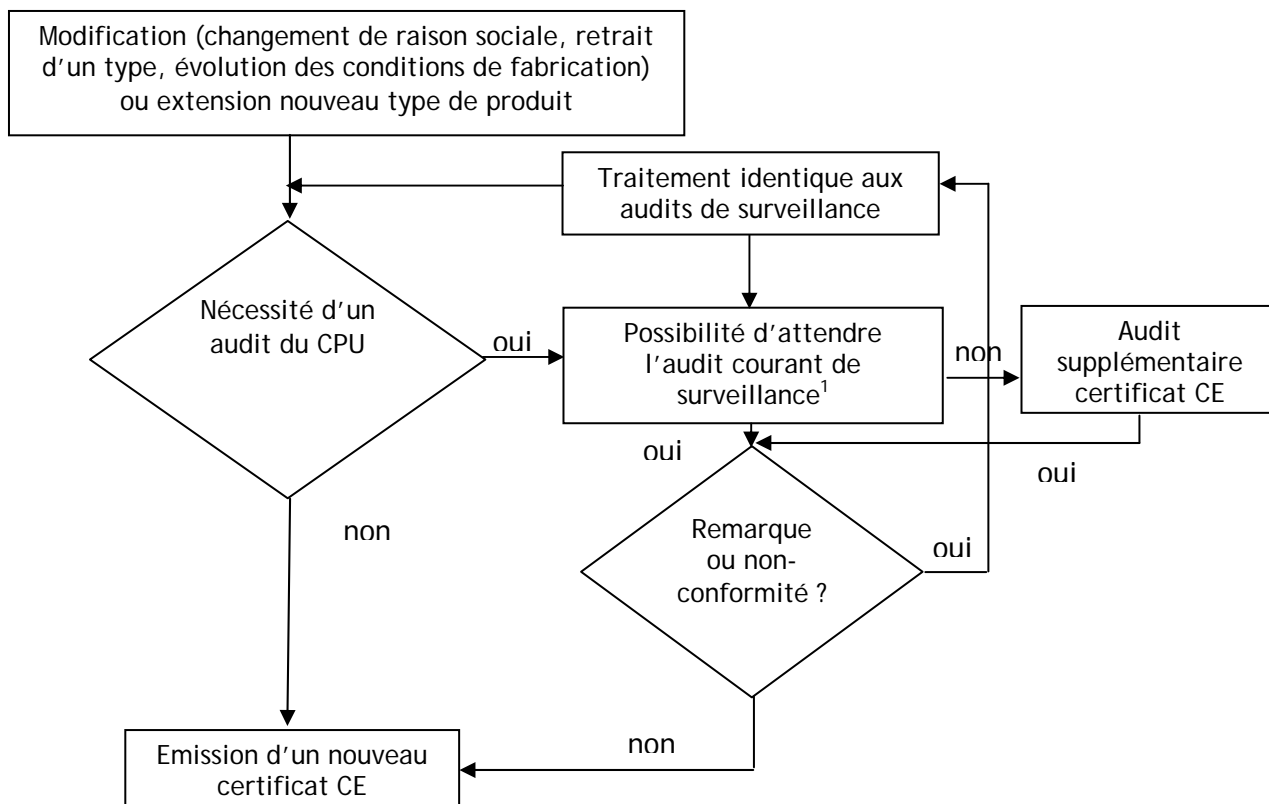 Modification (changement de raison sociale, retrait
d'un type, évolution des conditions de fabrication)
ou extension nouveau type de produit
Traitement identique aux
audits de surveillance
Nécessité d'un
audit du CPU
oui
Possibilité d'attendre
l'audit courant de
surveillance¹
non
Audit
supplémentaire
certificat CE
oui
oui
non
Remarque
ou non-
conformité ?
oui
Emission d'un nouveau
certificat CE
non